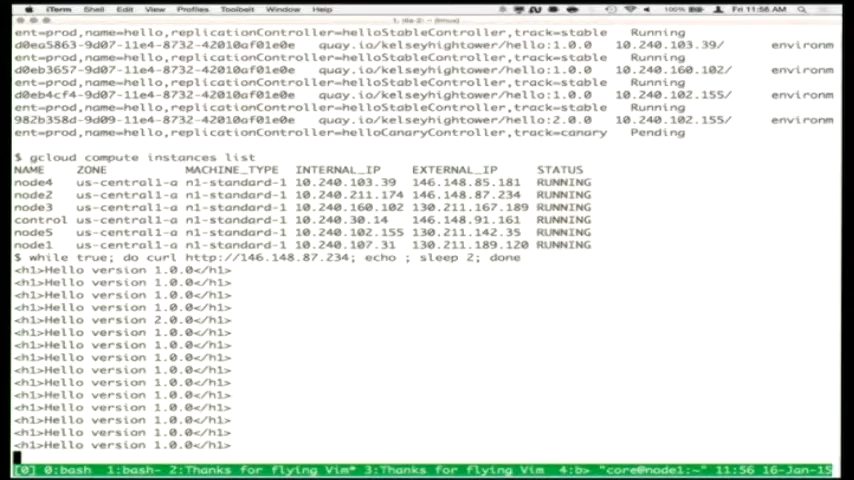 iTerm Shell Edit View Profiles Toolbelt Window Help 100% Fri 11:56 AM
ent=prod,name=hello,replicationController=helloStableController,track=stable Running
d0ea5863-9d07-11e4-8732-42010af01e0e quay.io/kelseyhightower/hello:1.0.0 10.240.103.39/ environm
ent=prod,name=hello,replicationController=helloStableController,track=stable Running
d0eb3657-9d07-11e4-8732-42010af01e0e quay.io/kelseyhightower/hello:1.0.0 10.240.160.102/ environm
ent=prod,name=hello,replicationController=helloStableController,track=stable Running
d0eb4cf4-9d07-11e4-8732-42010af01e0e quay.io/kelseyhightower/hello:1.0.0 10.240.102.155/ environm
ent=prod,name=hello,replicationController=helloStableController,track=stable Running
982b358d-9d09-11e4-8732-42010af01e0e quay.io/kelseyhightower/hello:2.0.0 10.240.102.155/ environm
ent=prod,name=hello,replicationController=helloCanaryController,track=canary Pending
$ gcloud compute instances list
NAME ZONE MACHINE_TYPE INTERNAL_IP EXTERNAL_IP STATUS
node4 us-central1-a n1-standard-1 10.240.103.39 146.148.85.181 RUNNING
node2 us-central1-a n1-standard-1 10.240.211.174 146.148.87.234 RUNNING
node3 us-central1-a n1-standard-1 10.240.160.102 130.211.167.189 RUNNING
control us-central1-a n1-standard-1 10.240.30.14 146.148.91.161 RUNNING
node5 us-central1-a n1-standard-1 10.240.102.155 130.211.142.35 RUNNING
node1 us-central1-a n1-standard-1 10.240.107.31 130.211.189.120 RUNNING
$ while true; do curl http://146.148.87.234; echo ; sleep 2; done
<h1>Hello version 1.0.0</h1>
<h1>Hello version 1.0.0</h1>
<h1>Hello version 1.0.0</h1>
<h1>Hello version 1.0.0</h1>
<h1>Hello version 2.0.0</h1>
<h1>Hello version 1.0.0</h1>
<h1>Hello version 1.0.0</h1>
<h1>Hello version 1.0.0</h1>
<h1>Hello version 1.0.0</h1>
<h1>Hello version 1.0.0</h1>
<h1>Hello version 1.0.0</h1>
<h1>Hello version 1.0.0</h1>
<h1>Hello version 1.0.0</h1>
<h1>Hello version 1.0.0</h1>
<h1>Hello version 1.0.0</h1>
[0] 0:bash 1:bash- 2:Thanks for flying Vim* 3:Thanks for flying Vim 4:b> "core@node1:~" 11:56 16-Jan-15